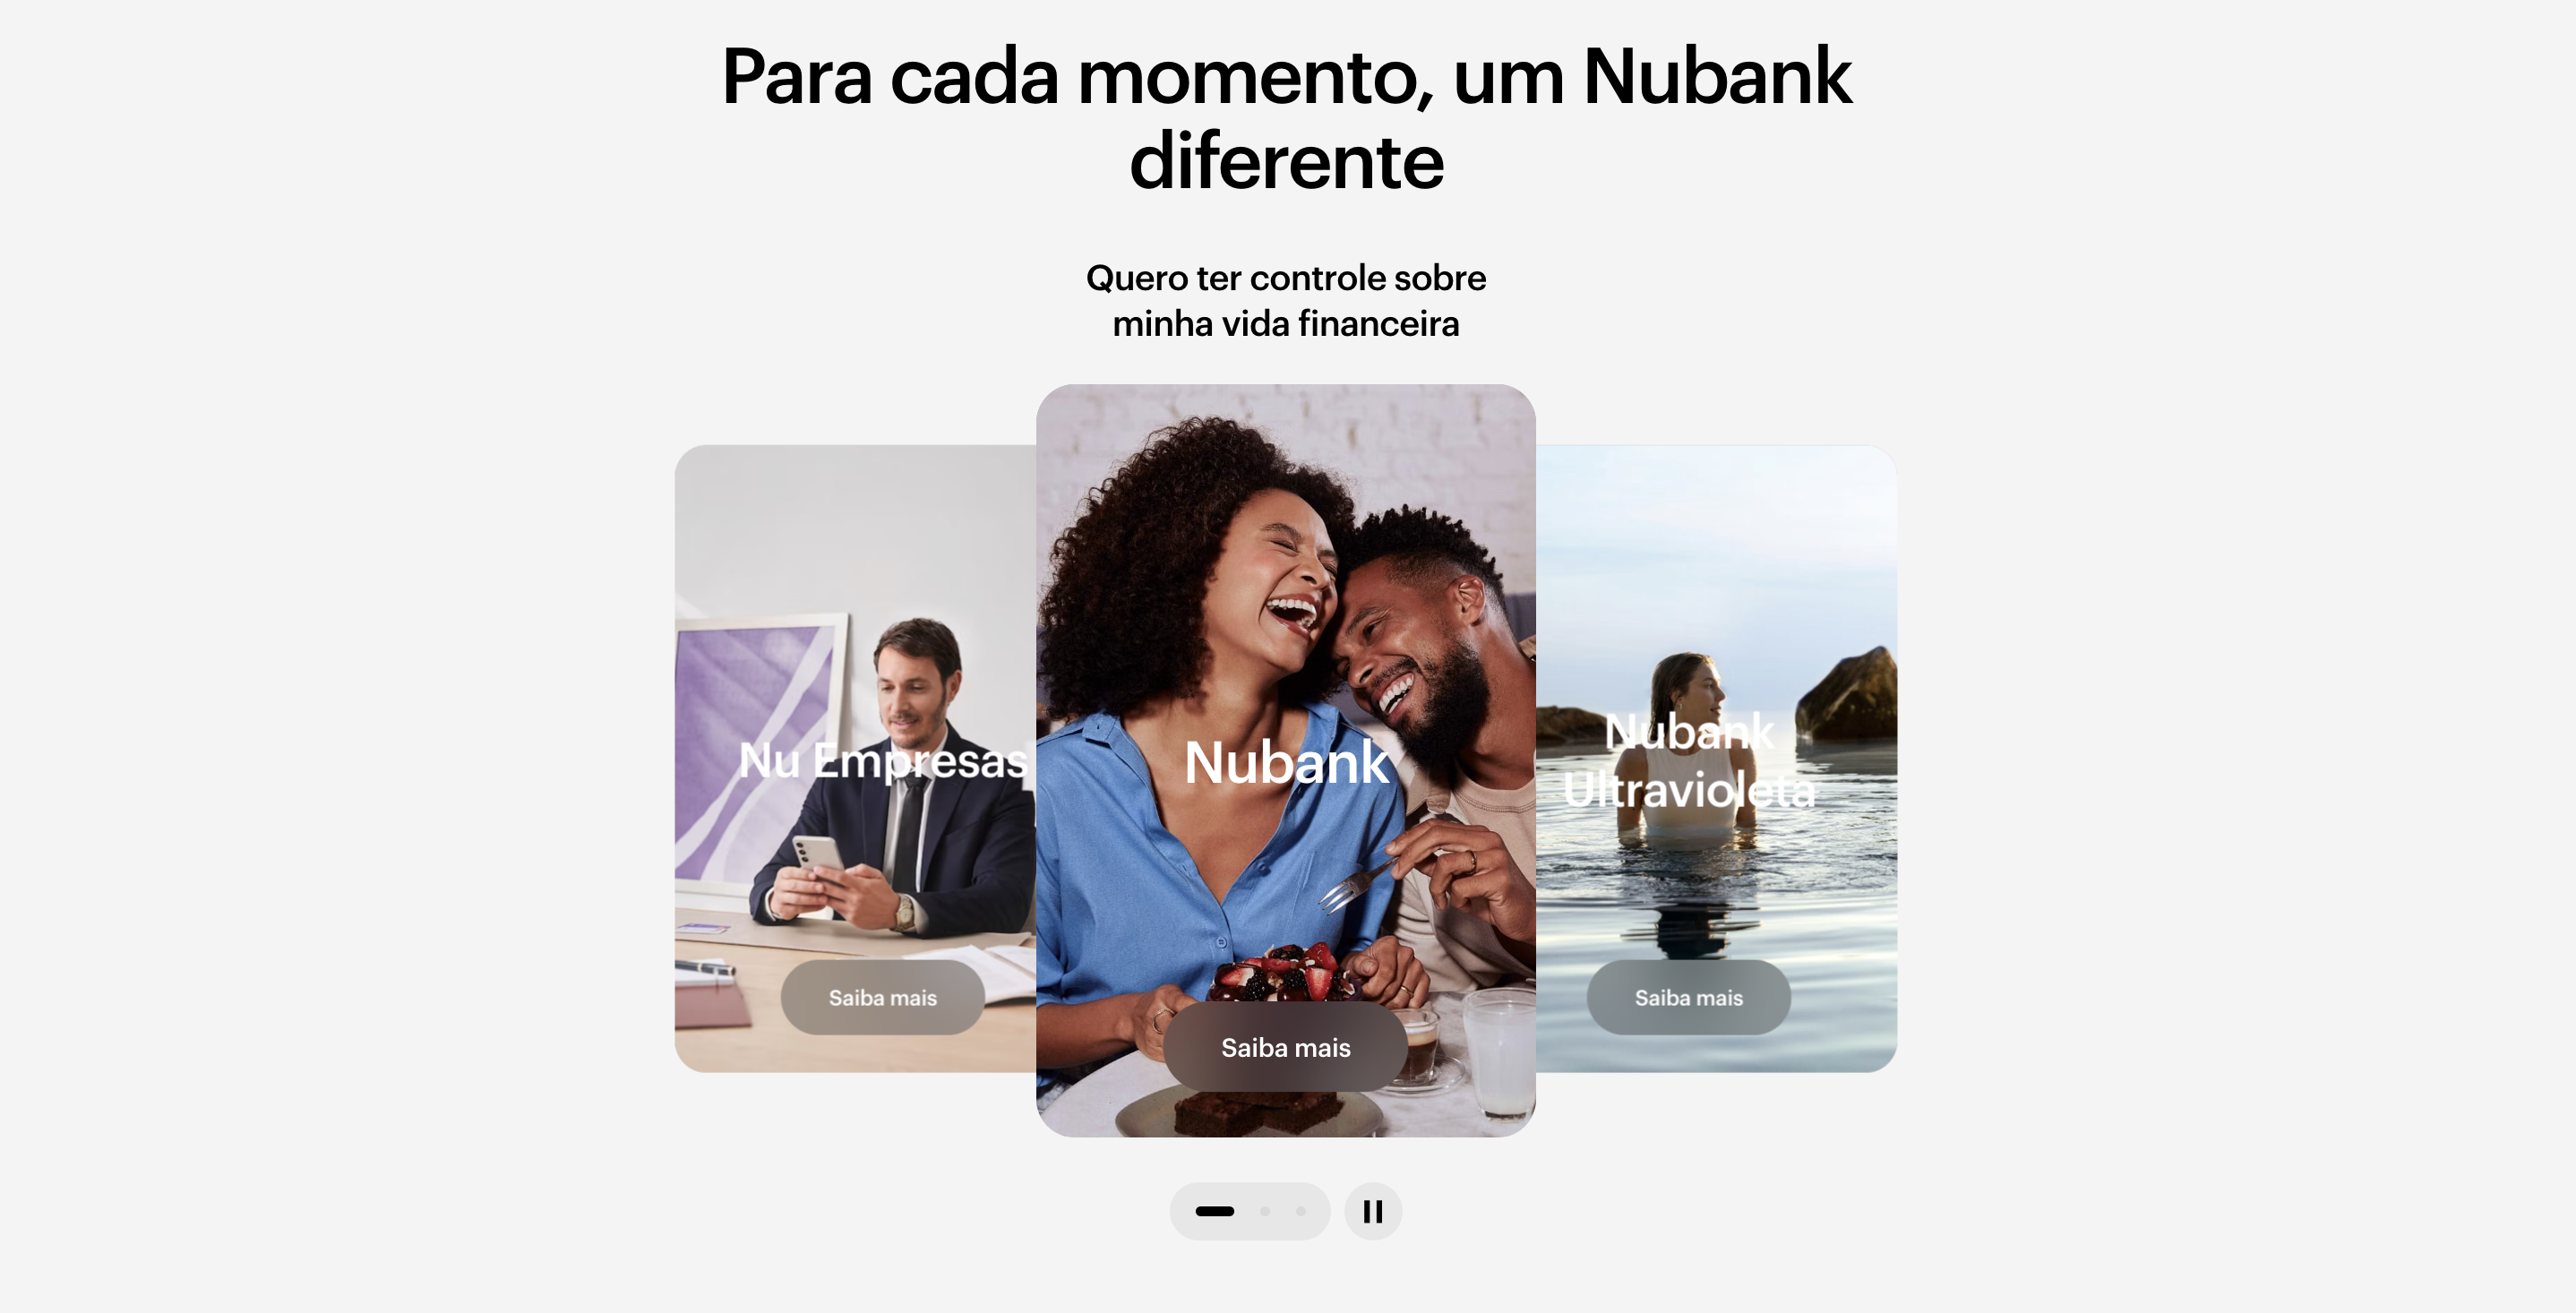 Para cada momento, um Nubank
diferente
Quero ter controle sobre
minha vida financeira
Nu Empresas
Saiba mais
Nubank
Saiba mais
Nubank
Ultravioleta
Saiba mais